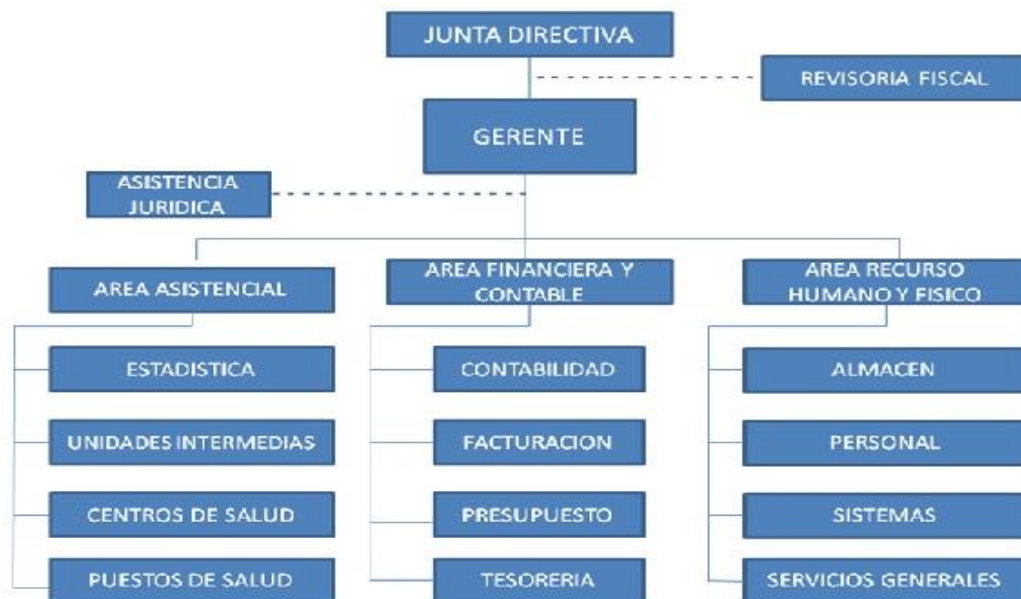 JUNTA DIRECTIVA
REVISORIA FISCAL
GERENTE
ASISTENCIA
JURIDICA
AREA ASISTENCIAL
AREA FINANCIERA Y
CONTABLE
AREA RECURSO
HUMANO Y FISICO
ESTADISTICA
CONTABILIDAD
ALMACEN
UNIDADES INTERMEDIAS
FACTURACION
PERSONAL
CENTROS DE SALUD
PRESUPUESTO
SISTEMAS
PUESTOS DE SALUD
TESORERIA
SERVICIOS GENERALES